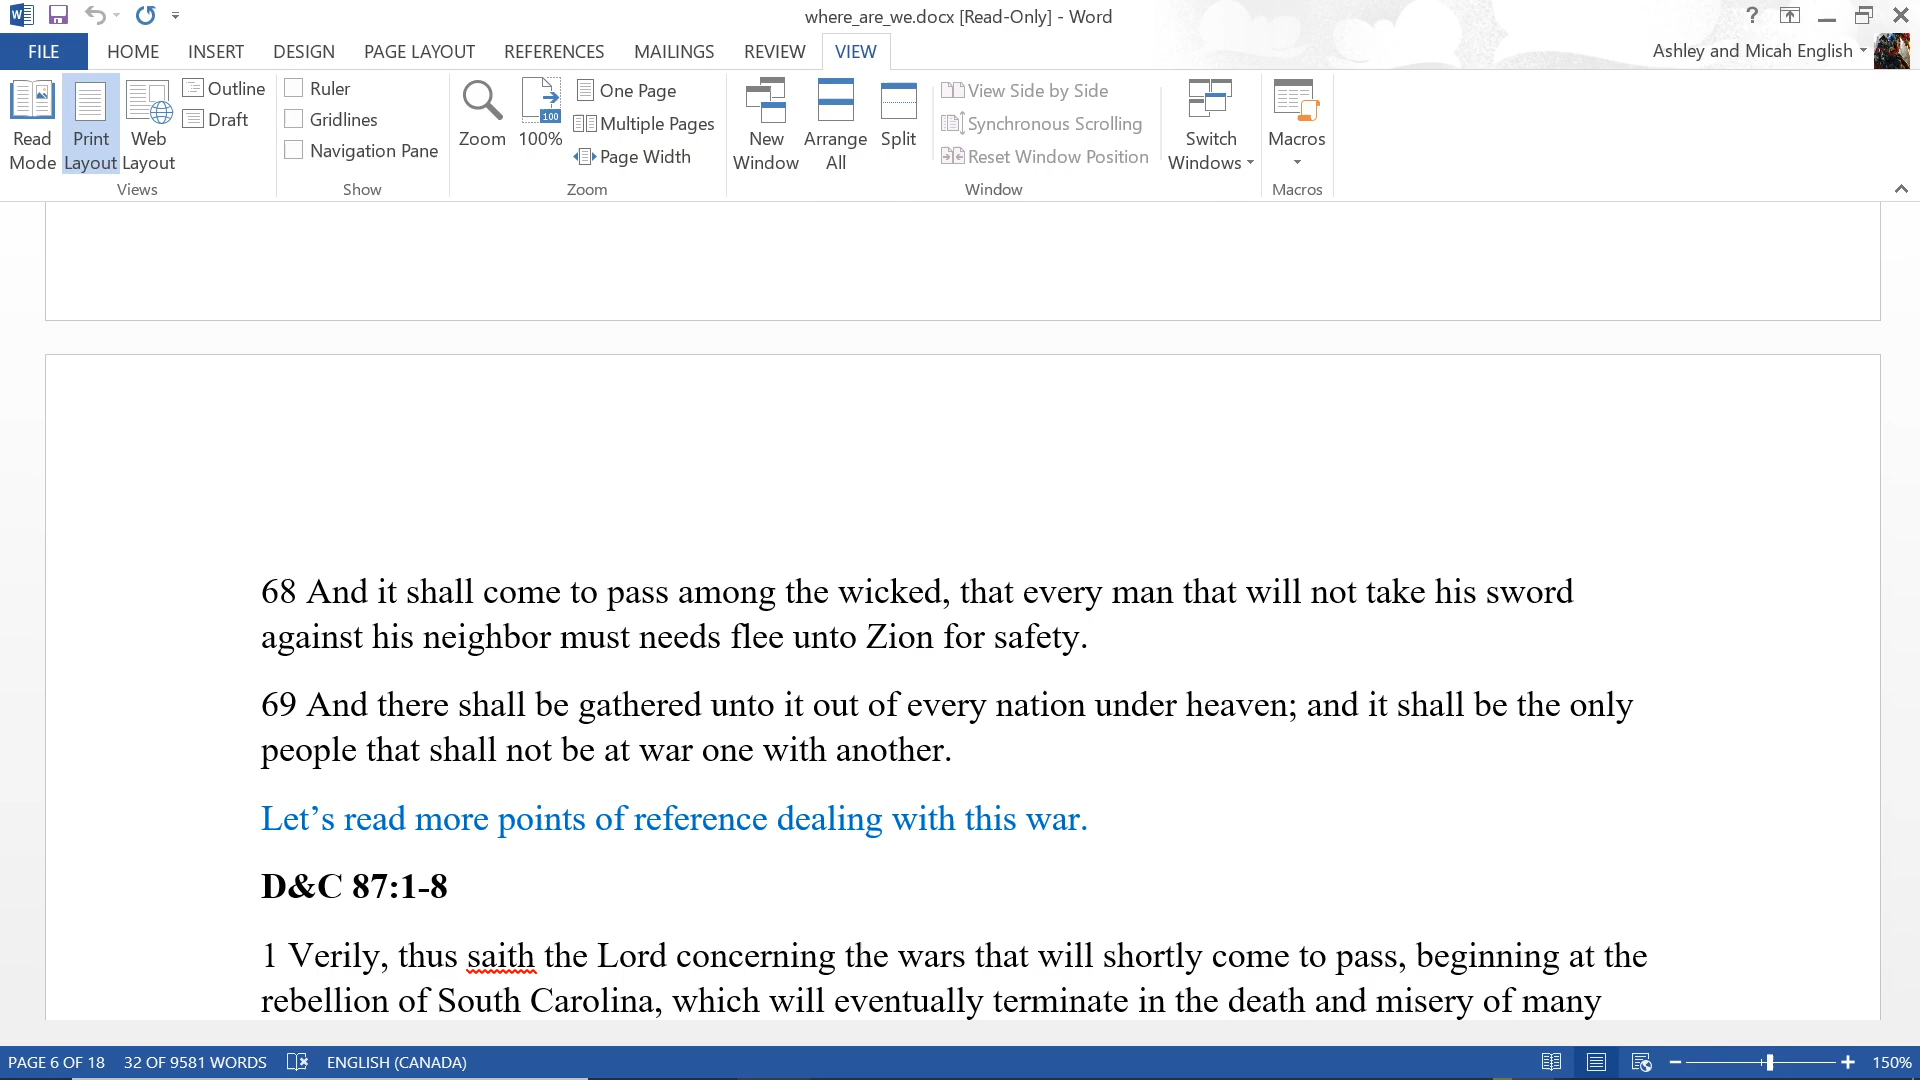 where_are_we.docx [Read-Only] - Word
FILE HOME INSERT DESIGN PAGE LAYOUT REFERENCES MAILINGS REVIEW VIEW Ashley and Micah English
Read Mode
Print Layout
Web Layout
Outline
Draft
Views
Ruler
Gridlines
Navigation Pane
Show
Zoom
100
100%
One Page
Multiple Pages
Page Width
Zoom
New Window
Arrange All
Split
View Side by Side
Synchronous Scrolling
Reset Window Position
Switch Windows
Window
Macros
Macros
68 And it shall come to pass among the wicked, that every man that will not take his sword
against his neighbor must needs flee unto Zion for safety.
69 And there shall be gathered unto it out of every nation under heaven; and it shall be the only
people that shall not be at war one with another.
Let’s read more points of reference dealing with this war.
D&C 87:1-8
1 Verily, thus saith the Lord concerning the wars that will shortly come to pass, beginning at the
rebellion of South Carolina, which will eventually terminate in the death and misery of many
PAGE 6 OF 18 32 OF 9581 WORDS ENGLISH (CANADA) 150%